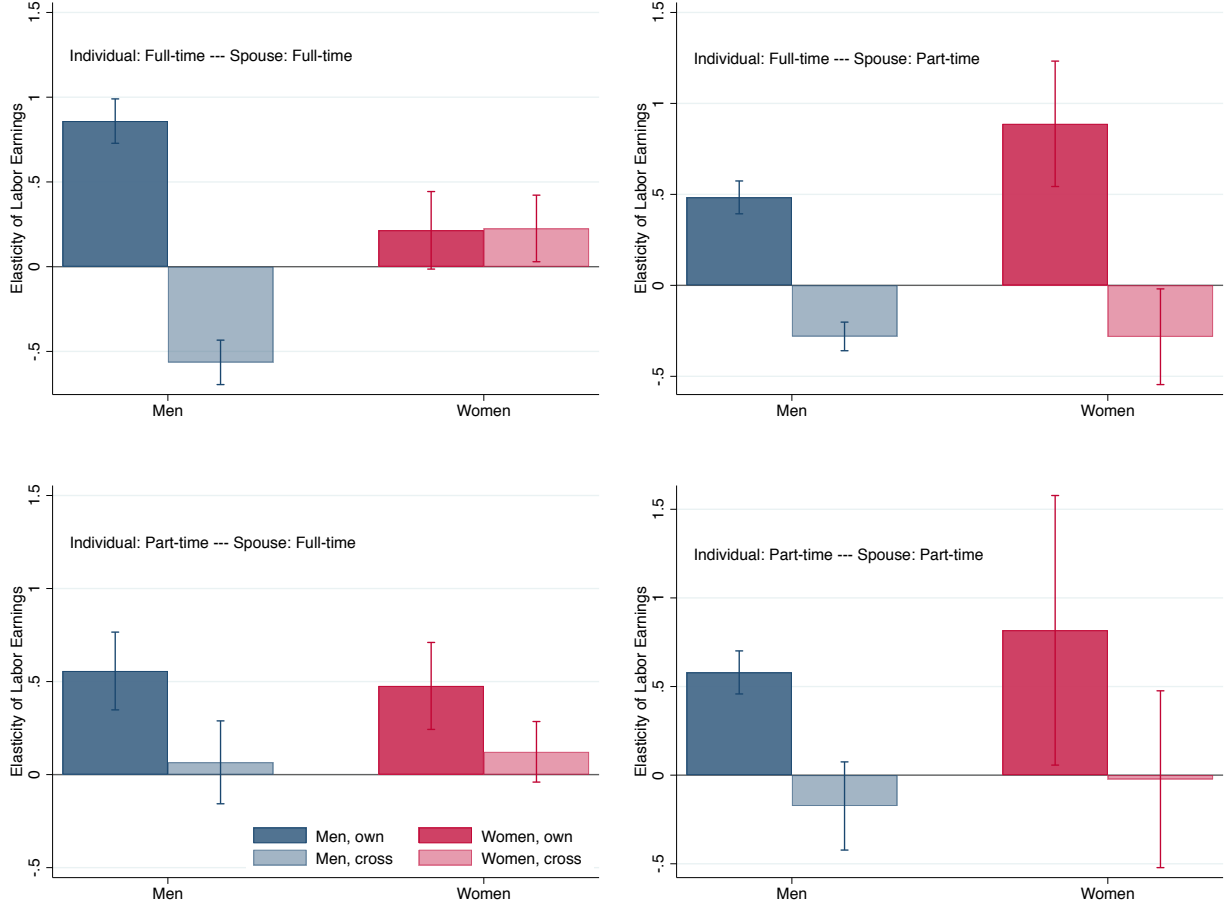 Individual: Full-time --- Spouse: Full-time
Elasticity of Labor Earnings
1.5
1
.5
0
-.5
Men
Women
Individual: Full-time --- Spouse: Part-time
Elasticity of Labor Earnings
1.5
1
.5
0
-.5
Men
Women
Individual: Part-time --- Spouse: Full-time
Elasticity of Labor Earnings
1.5
1
.5
0
-.5
Men, own
Women, own
Men, cross
Women, cross
Men
Women
Individual: Part-time --- Spouse: Part-time
Elasticity of Labor Earnings
1.5
1
.5
0
-.5
Men
Women